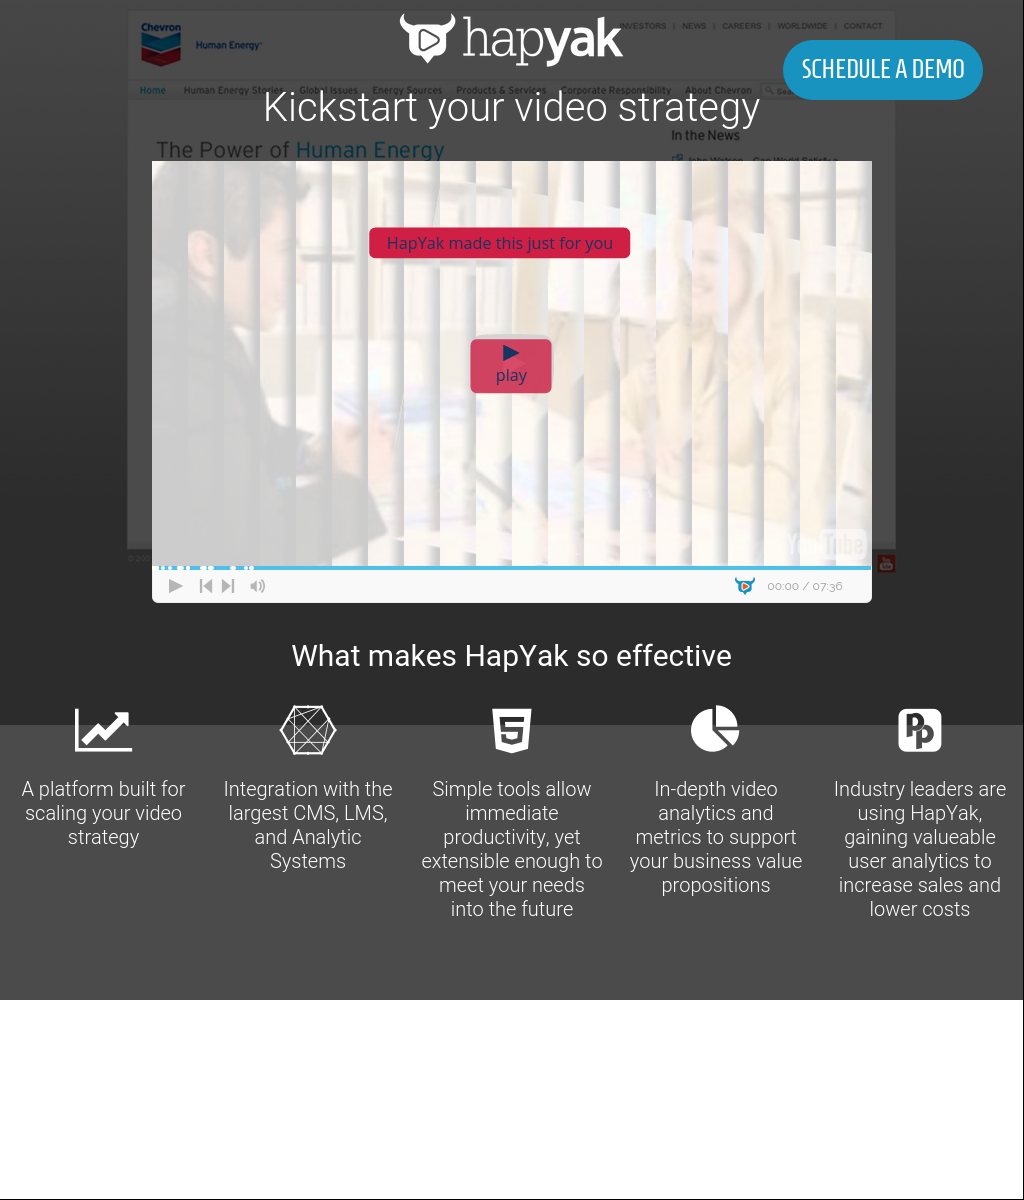 Chevron
Human Energy
INVESTORS | NEWS | CAREERS | WORLDWIDE | CONTACT
hapyak
SCHEDULE A DEMO
Home Human Energy Stories Global Issues Energy Sources Products & Services Corporate Responsibility About Chevron
Kickstart your video strategy
In the News
The Power of Human Energy
HapYak made this just for you
play
YouTube
You
00:00 / 07:36
What makes HapYak so effective
A platform built for
scaling your video
strategy
Integration with the
largest CMS, LMS,
and Analytic
Systems
Simple tools allow
immediate
productivity, yet
extensible enough to
meet your needs
into the future
In-depth video
analytics and
metrics to support
your business value
propositions
Industry leaders are
using HapYak,
gaining valueable
user analytics to
increase sales and
lower costs